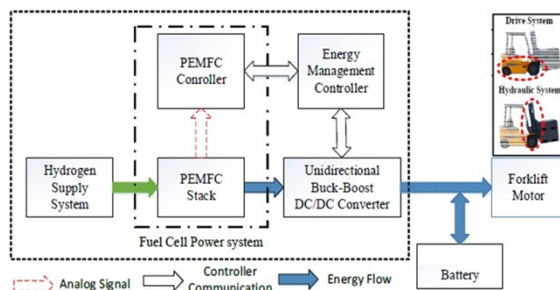 Drive System
PEMFC
Conroller
Energy
Management
Controller
Hydraulic System
Hydrogen
Supply
System
PEMFC
Stack
Unidirectional
Buck-Boost
DC/DC Converter
Forklift
Motor
Fuel Cell Power system
Battery
Analog Signal
Controller
Communication
Energy Flow